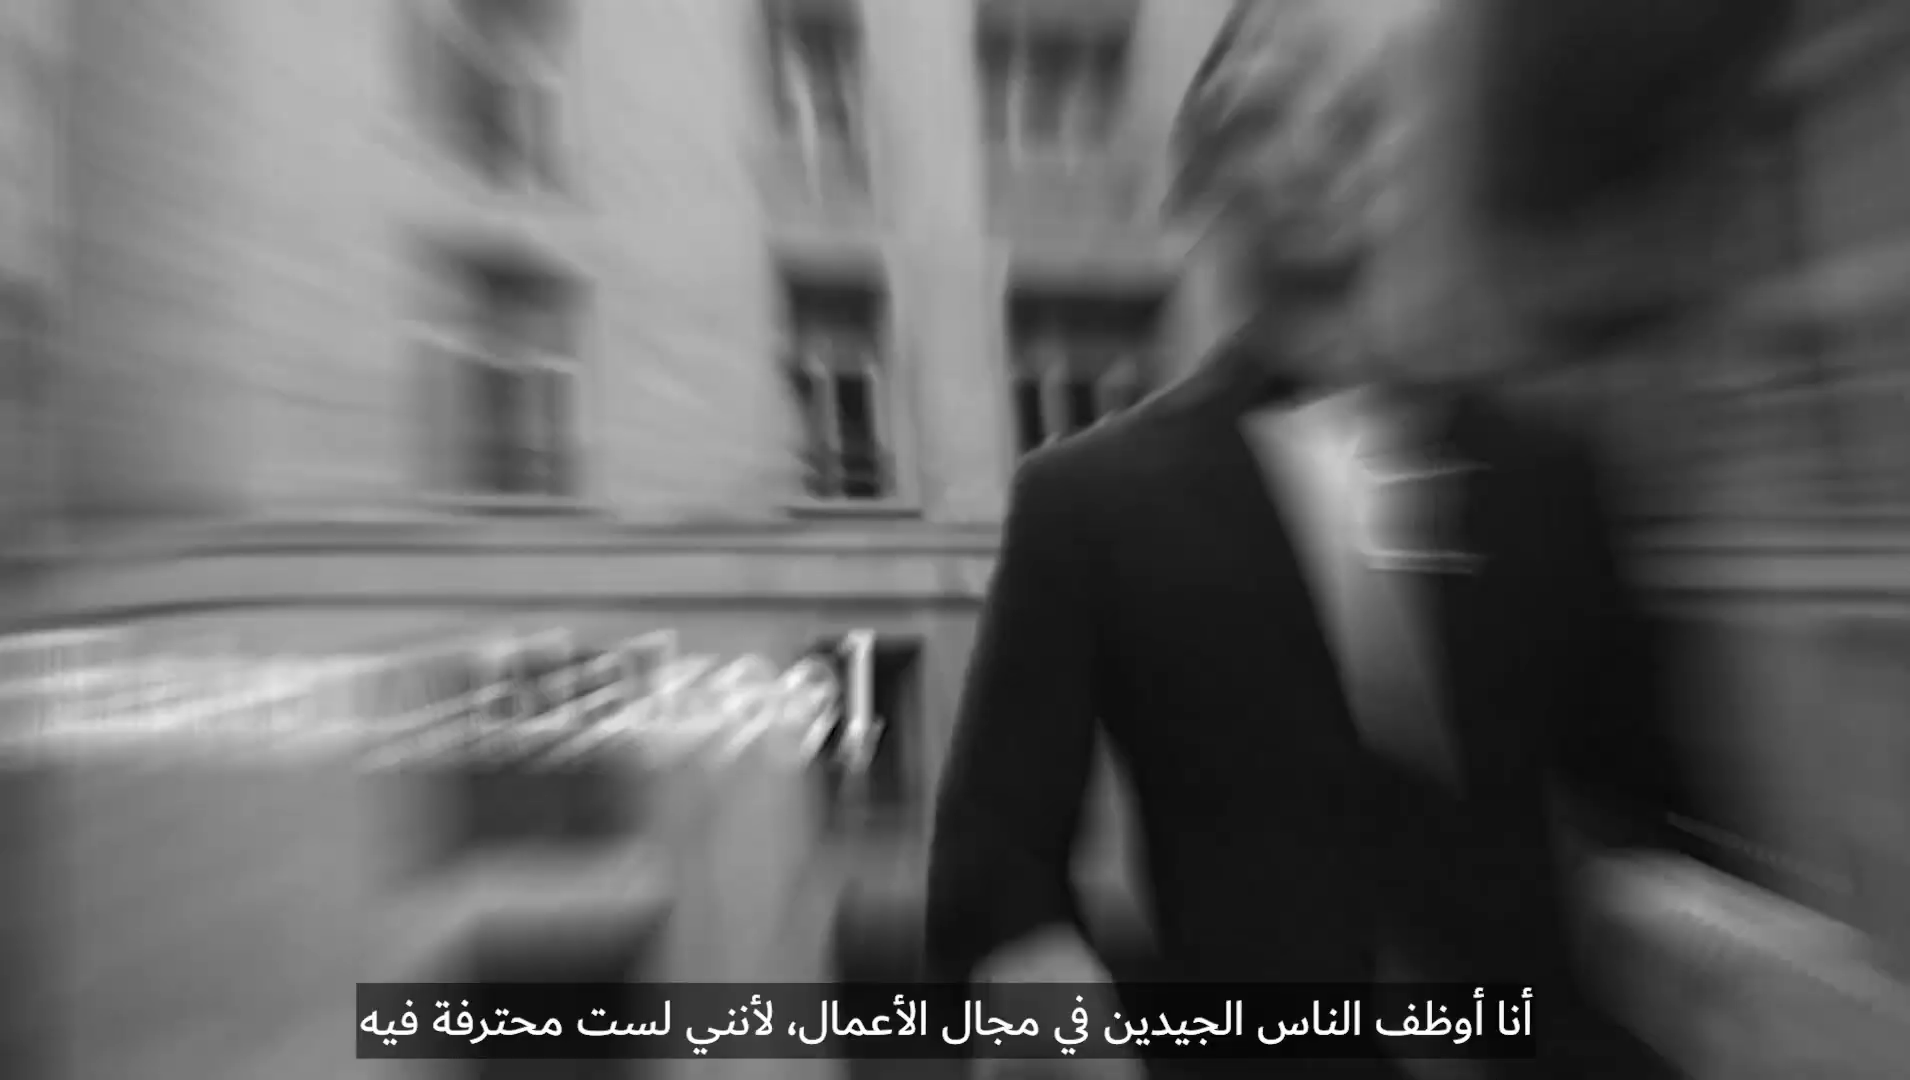 أنا أوظف الناس الجيدين في مجال الأعمال، لأنني لست محترفة فيه